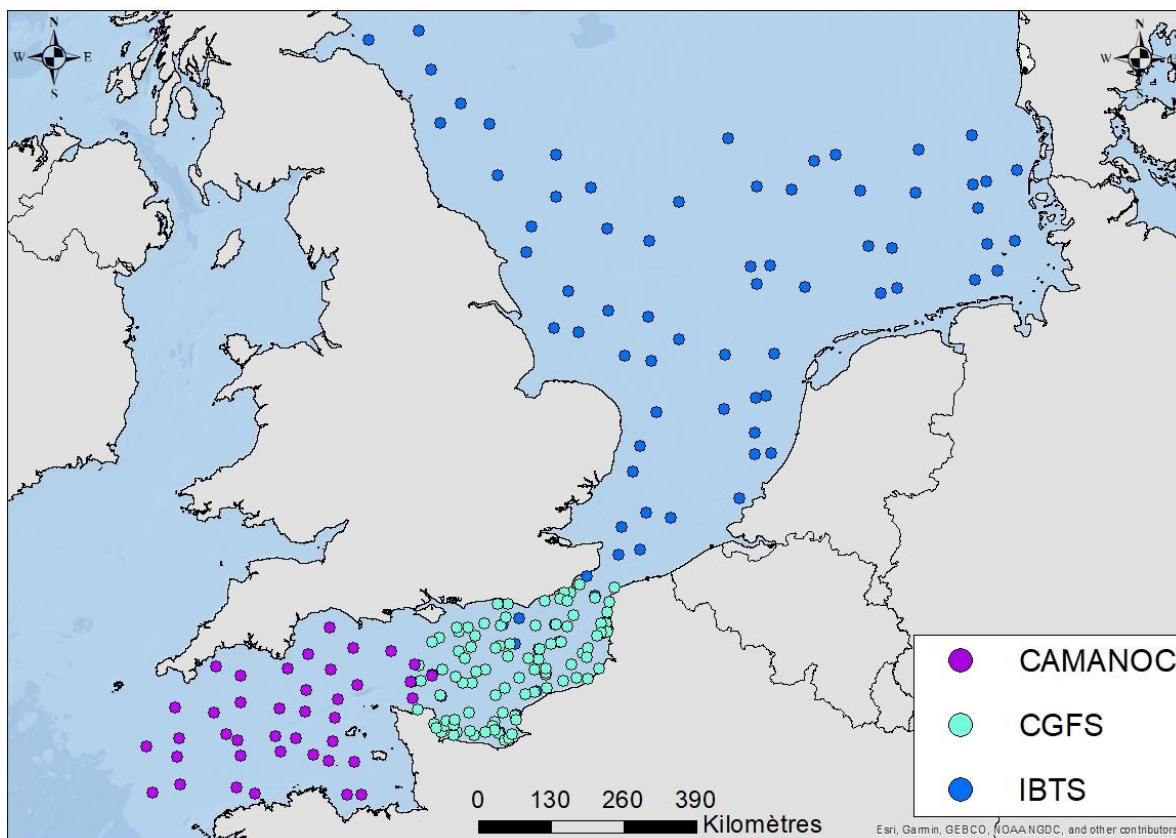 N
W E
S
N
W
S
CAMANOC
CGFS
IBTS
0 130 260 390
Kilomètres
Esri, Garmin, GEBCO, NOAA NGDC, and other contributors